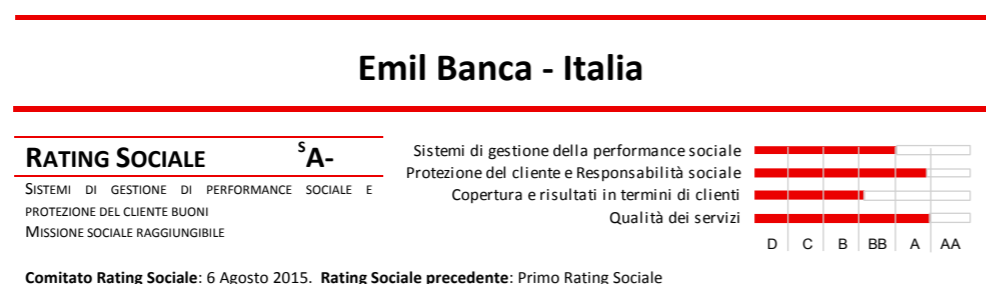 Emil Banca - Italia
RATING SOCIALE SA-
SISTEMI DI GESTIONE DI PERFORMANCE SOCIALE E
PROTEZIONE DEL CLIENTE BUONI
MISSIONE SOCIALE RAGGIUNGIBILE
Sistemi di gestione della performance sociale
Protezione del cliente e Responsabilità sociale
Copertura e risultati in termini di clienti
Qualità dei servizi
D C B BB A AA
Comitato Rating Sociale: 6 Agosto 2015. Rating Sociale precedente: Primo Rating Sociale